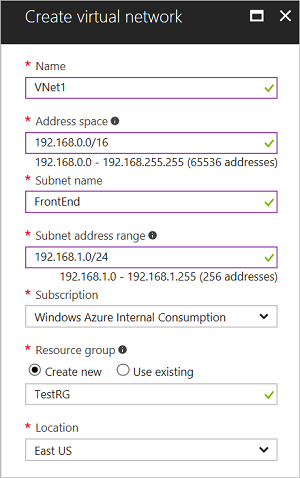 Create virtual network
* Name
VNet1
* Address space
192.168.0.0/16
192.168.0.0 - 192.168.255.255 (65536 addresses)
* Subnet name
FrontEnd
* Subnet address range
192.168.1.0/24
192.168.1.0 - 192.168.1.255 (256 addresses)
* Subscription
Windows Azure Internal Consumption
* Resource group
Create new Use existing
TestRG
* Location
East US